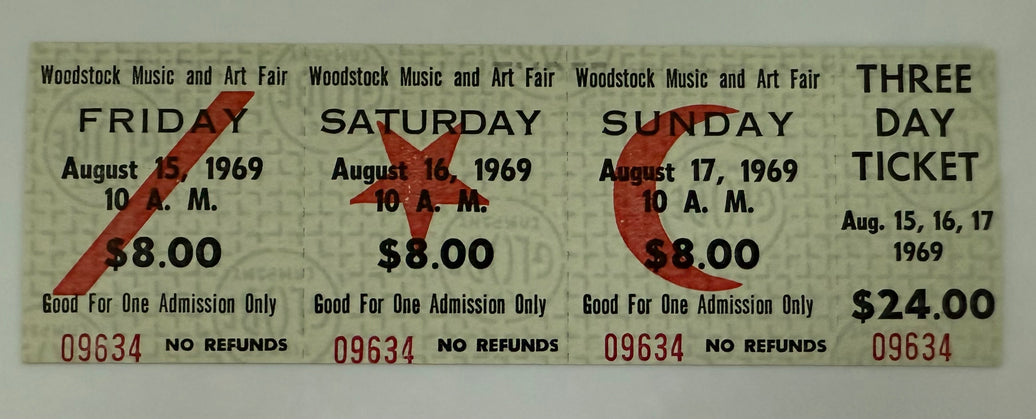 Woodstock Music and Art Fair
FRIDAY
August 15, 1969
10 A. M.
$8.00
Good For One Admission Only
09634 NO REFUNDS
Woodstock Music and Art Fair
SATURDAY
August 16, 1969
10 A. M.
$8.00
Good For One Admission Only
09634 NO REFUNDS
Woodstock Music and Art Fair
SUNDAY
August 17, 1969
10 A. M.
$8.00
Good For One Admission Only
09634 NO REFUNDS
THREE
DAY
TICKET
Aug. 15, 16, 17
1969
$24.00
09634